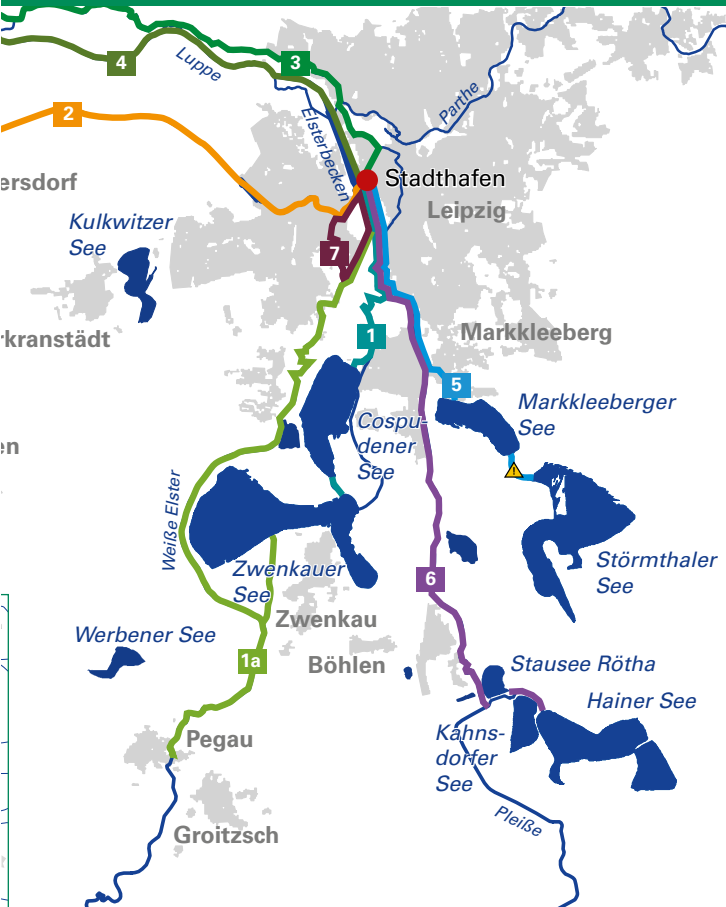 4
3
Luppe
2
Parthe
Elsterbecken
ersdorf
Stadthafen
Leipzig
Kulkwitzer
See
7
rkranstädt
1
Markkleeberg
5
Markkleeberger
See
Cospu-
dener
See
en
Weiße Elster
Störmthaler
See
Zwenkauer
See
6
Zwenkau
Werbener See
Böhlen
1a
Stausee Rötha
Hainer See
Kahns-
dorfer
See
Pegau
Pleiße
Groitzsch